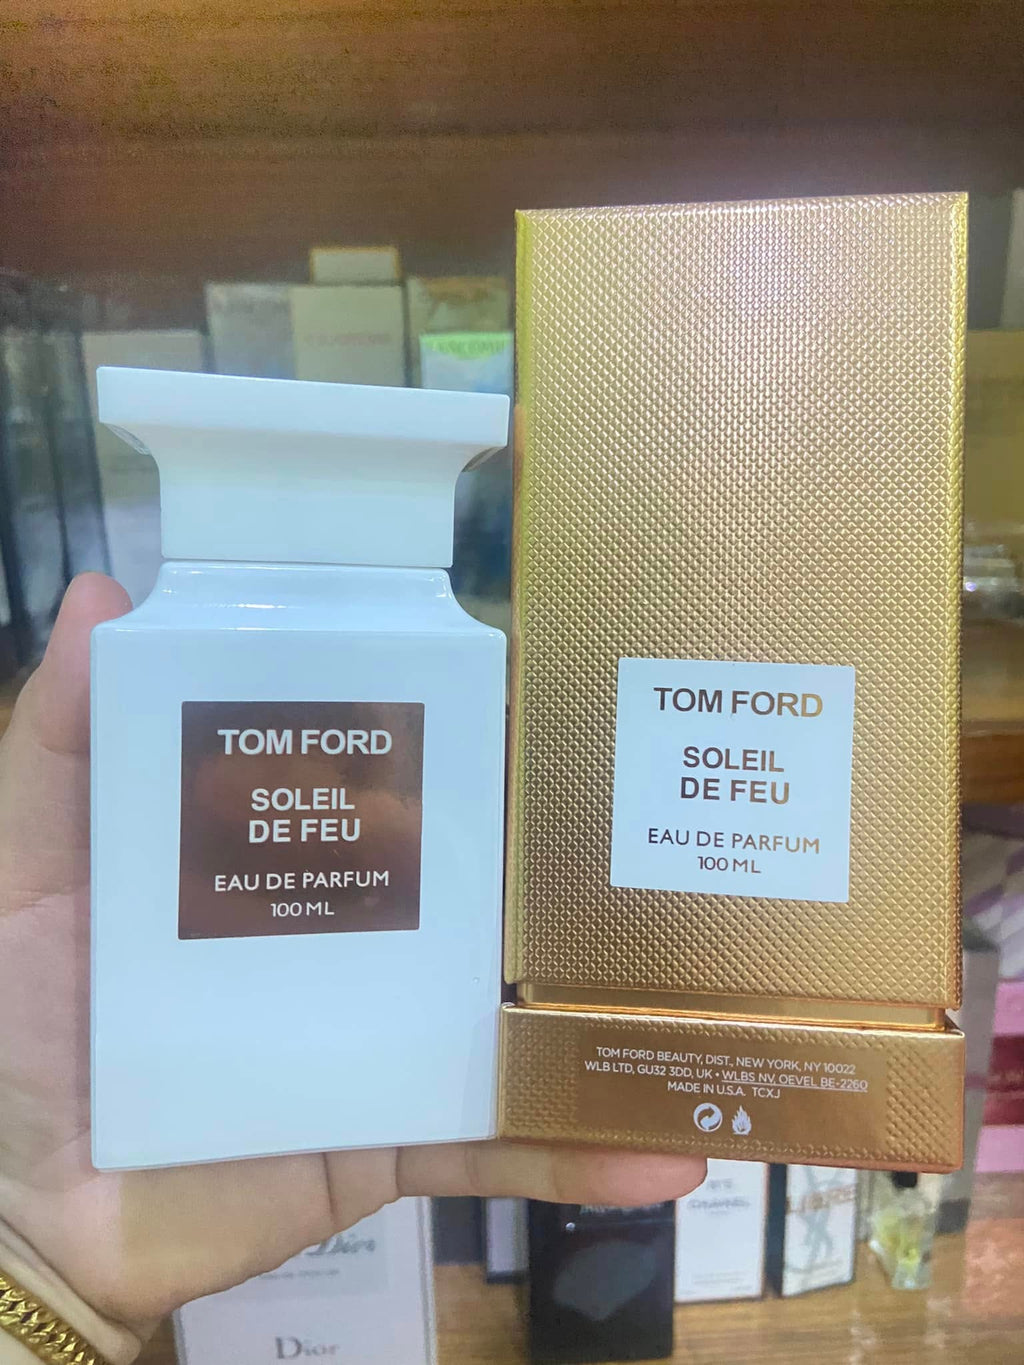 TOM FORD
SOLEIL
DE FEU
EAU DE PARFUM
100 ML
TOM FORD
SOLEIL
DE FEU
EAU DE PARFUM
100 ML
TOM FORD BEAUTY, DIST., NEW YORK, NY 10022
WLB LTD, GU32 3DD, UK • WLBS NV, OEVEL BE-2260
MADE IN U.S.A. TCXJ
Dior
CHANEL
LIBRE
Dior